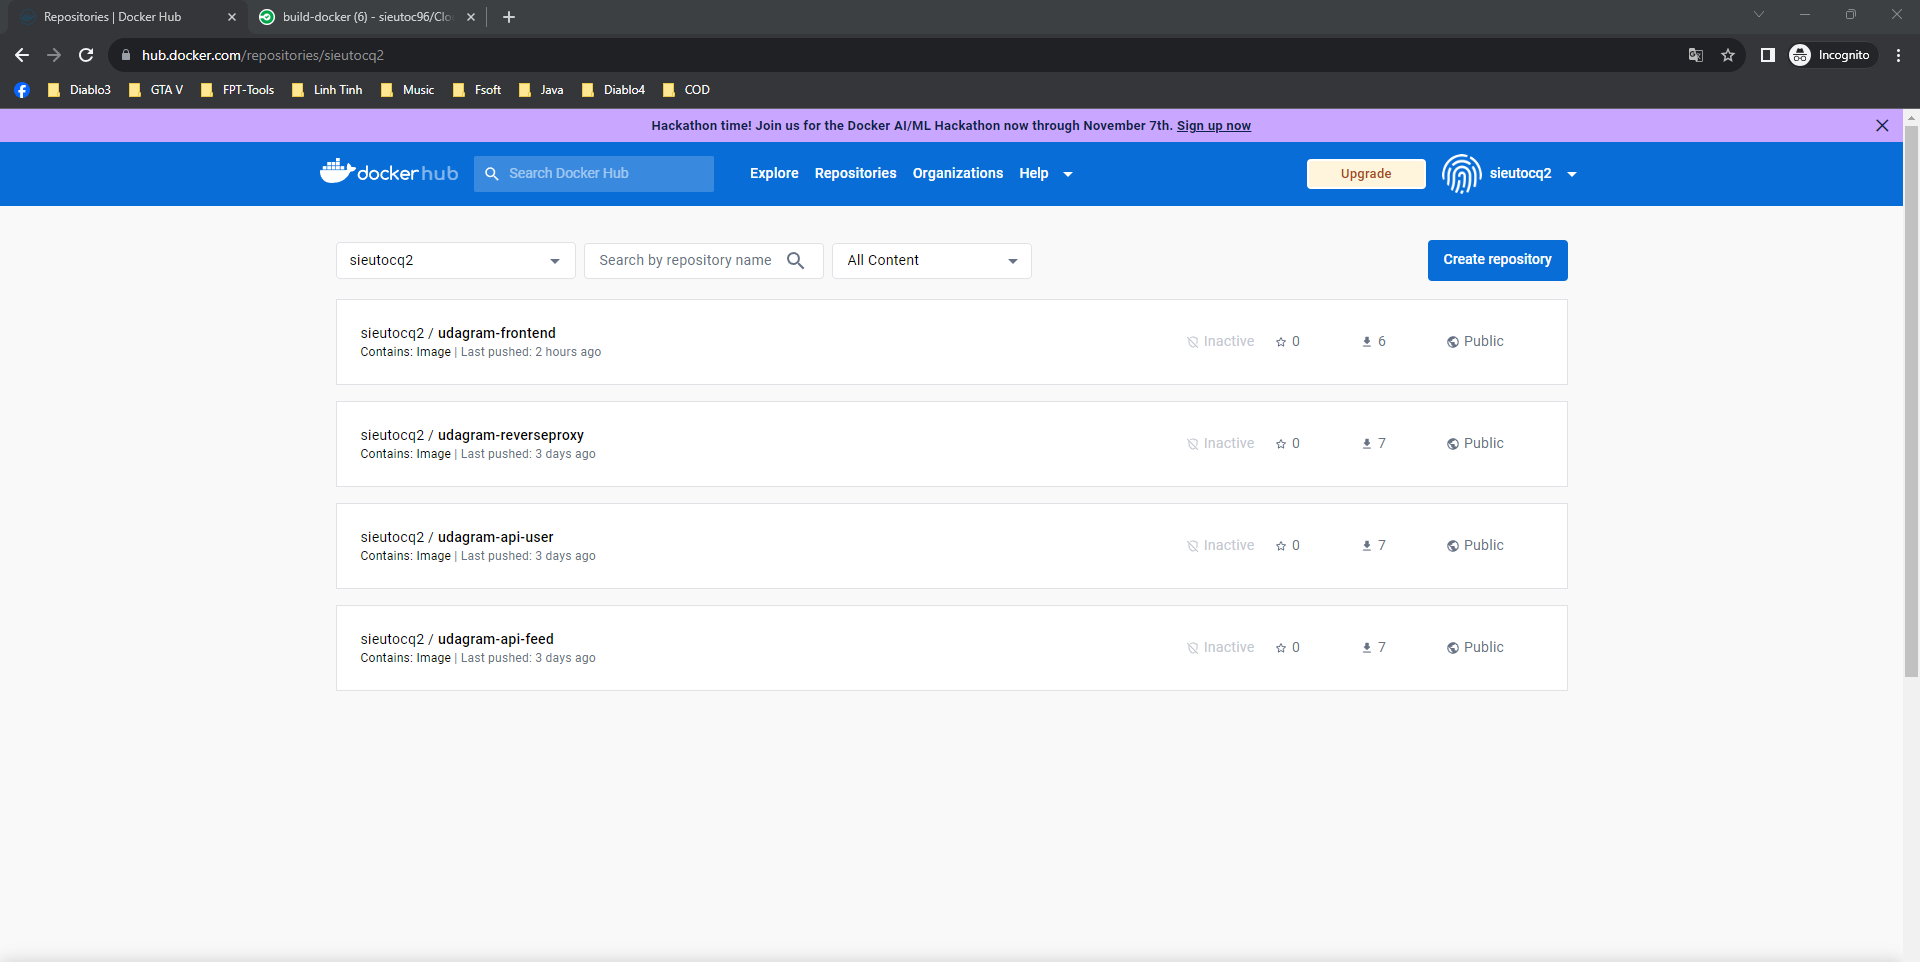 Repositories | Docker Hub
build-docker (6) - sieutoc96/Clo
hub.docker.com/repositories/sieutocq2
Incognito
Diablo3
GTA V
FPT-Tools
Linh Tinh
Music
Fsoft
Java
Diablo4
COD
Hackathon time! Join us for the Docker AI/ML Hackathon now through November 7th. Sign up now
docker hub
Search Docker Hub
Explore
Repositories
Organizations
Help
Upgrade
sieutocq2
sieutocq2
Search by repository name
All Content
Create repository
sieutocq2 / udagram-frontend
Contains: Image | Last pushed: 2 hours ago
Inactive
0
6
Public
sieutocq2 / udagram-reverseproxy
Contains: Image | Last pushed: 3 days ago
Inactive
0
7
Public
sieutocq2 / udagram-api-user
Contains: Image | Last pushed: 3 days ago
Inactive
0
7
Public
sieutocq2 / udagram-api-feed
Contains: Image | Last pushed: 3 days ago
Inactive
0
7
Public